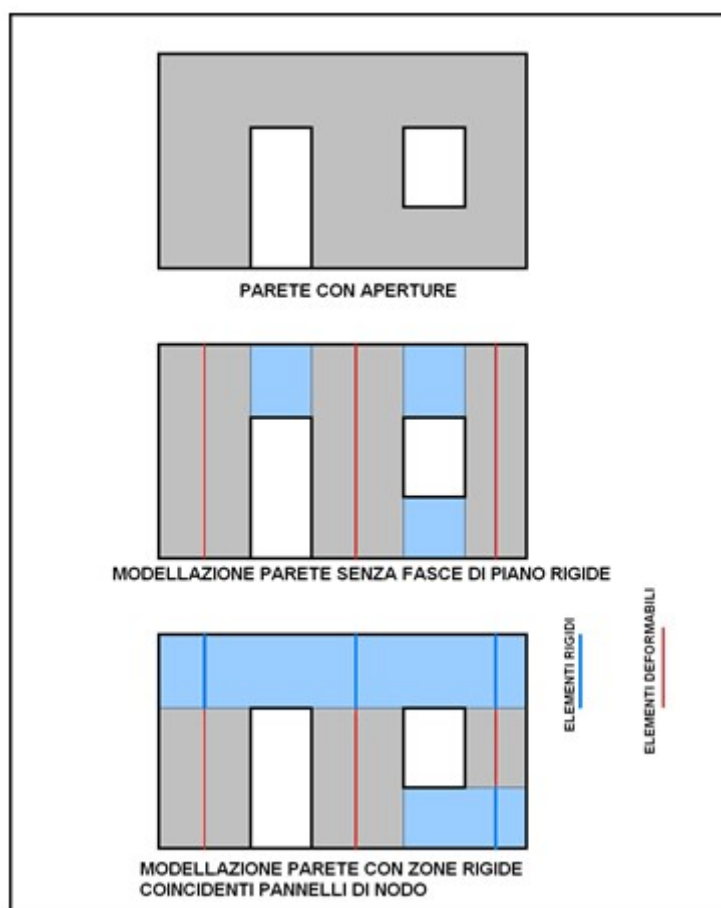 PARETE CON APERTURE
MODELLAZIONE PARETE SENZA FASCE DI PIANO RIGIDE
ELEMENTI RIGIDI
ELEMENTI DEFORMABILI
MODELLAZIONE PARETE CON ZONE RIGIDE
COINCIDENTI PANNELLI DI NODO